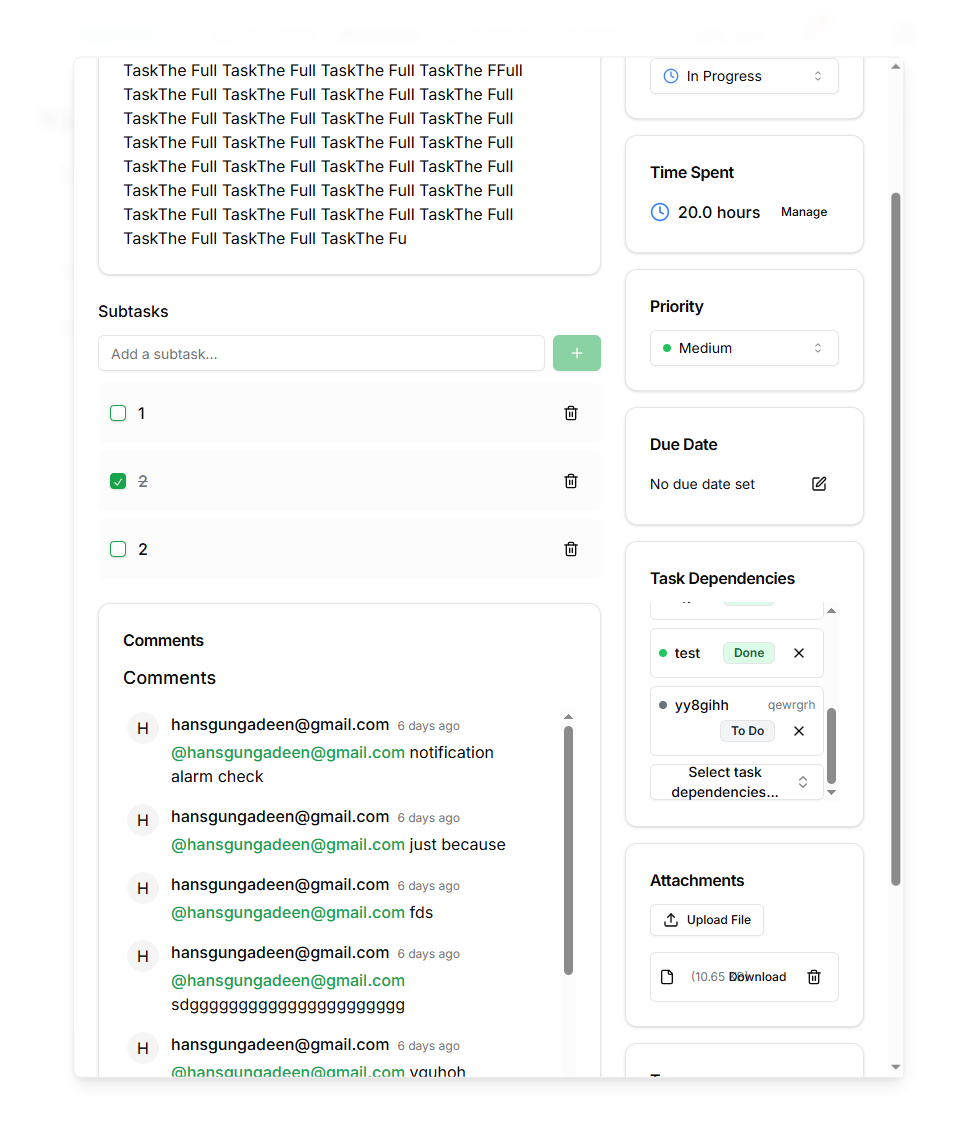 TaskThe Full TaskThe Full TaskThe Full TaskThe FFull
TaskThe Full TaskThe Full TaskThe Full TaskThe Full
TaskThe Full TaskThe Full TaskThe Full TaskThe Full
TaskThe Full TaskThe Full TaskThe Full TaskThe Full
TaskThe Full TaskThe Full TaskThe Full TaskThe Full
TaskThe Full TaskThe Full TaskThe Full TaskThe Full
TaskThe Full TaskThe Full TaskThe Full TaskThe Full
TaskThe Full TaskThe Full TaskThe Fu
Subtasks
Add a subtask...
1
2
2
Comments
Comments
H
hansgungadeen@gmail.com 6 days ago
@hansgungadeen@gmail.com notification
alarm check
H
hansgungadeen@gmail.com 6 days ago
@hansgungadeen@gmail.com just because
H
hansgungadeen@gmail.com 6 days ago
@hansgungadeen@gmail.com fds
H
hansgungadeen@gmail.com 6 days ago
@hansgungadeen@gmail.com
sdgggggggggggggggggggggg
H
hansgungadeen@gmail.com 6 days ago
@hansgungadeen@gmail.com yguhoh
In Progress
Time Spent
20.0 hours Manage
Priority
Medium
Due Date
No due date set
Task Dependencies
test Done
yy8gihh qewrgrh
To Do
Select task
dependencies...
Attachments
Upload File
(10.65 Download